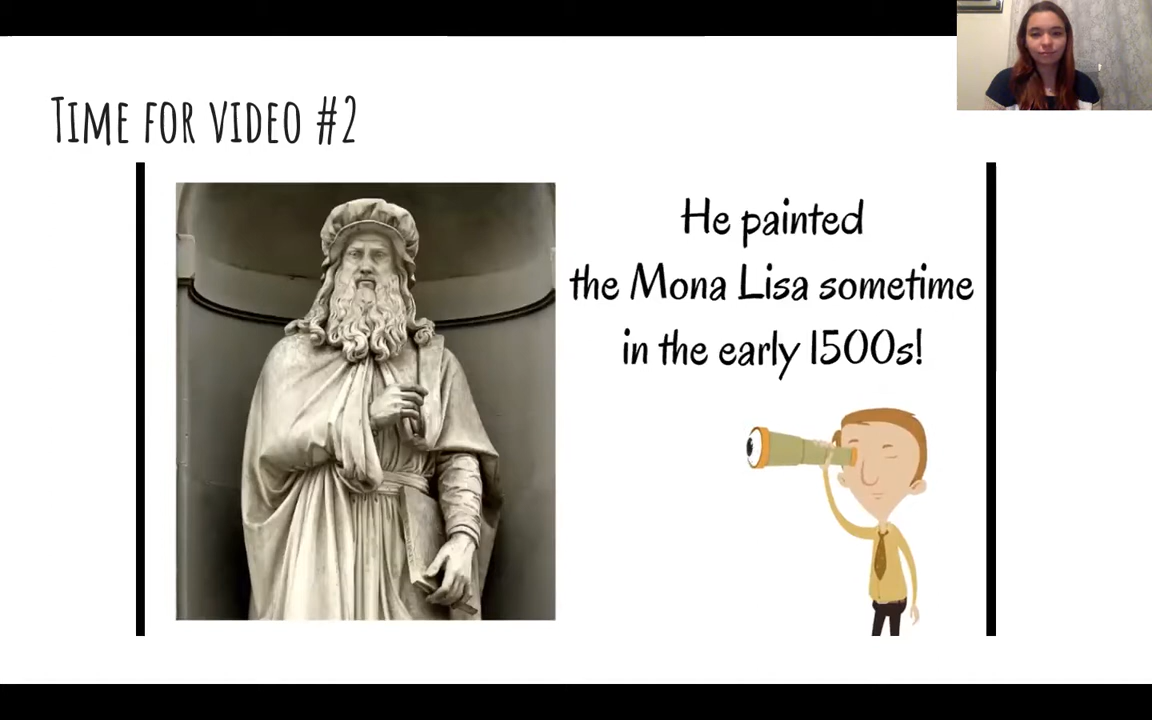 Time for video #2
He painted
the Mona Lisa sometime
in the early 1500s!